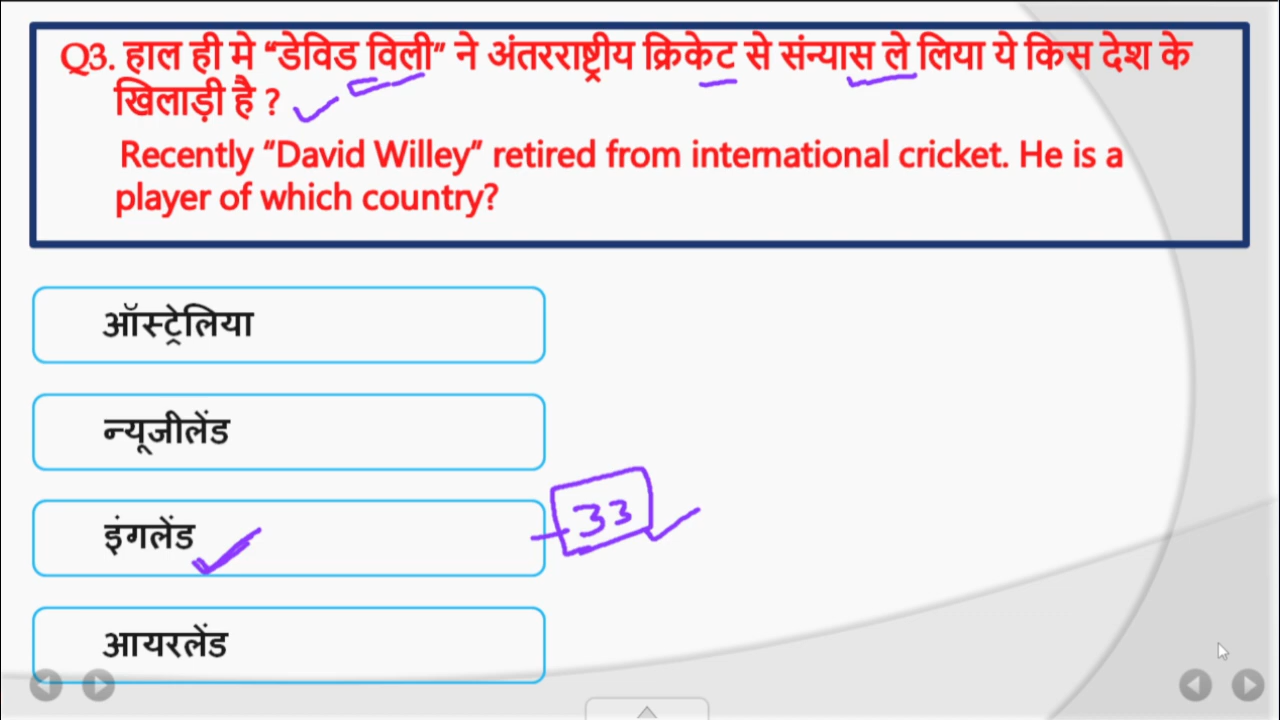 Q3. हाल ही मे “डेविड विली” ने अंतरराष्ट्रीय क्रिकेट से संन्यास ले लिया ये किस देश के
खिलाड़ी है ?
Recently “David Willey” retired from international cricket. He is a
player of which country?
ऑस्ट्रेलिया
न्यूजीलेंड
इंगलेंड
33
आयरलेंड